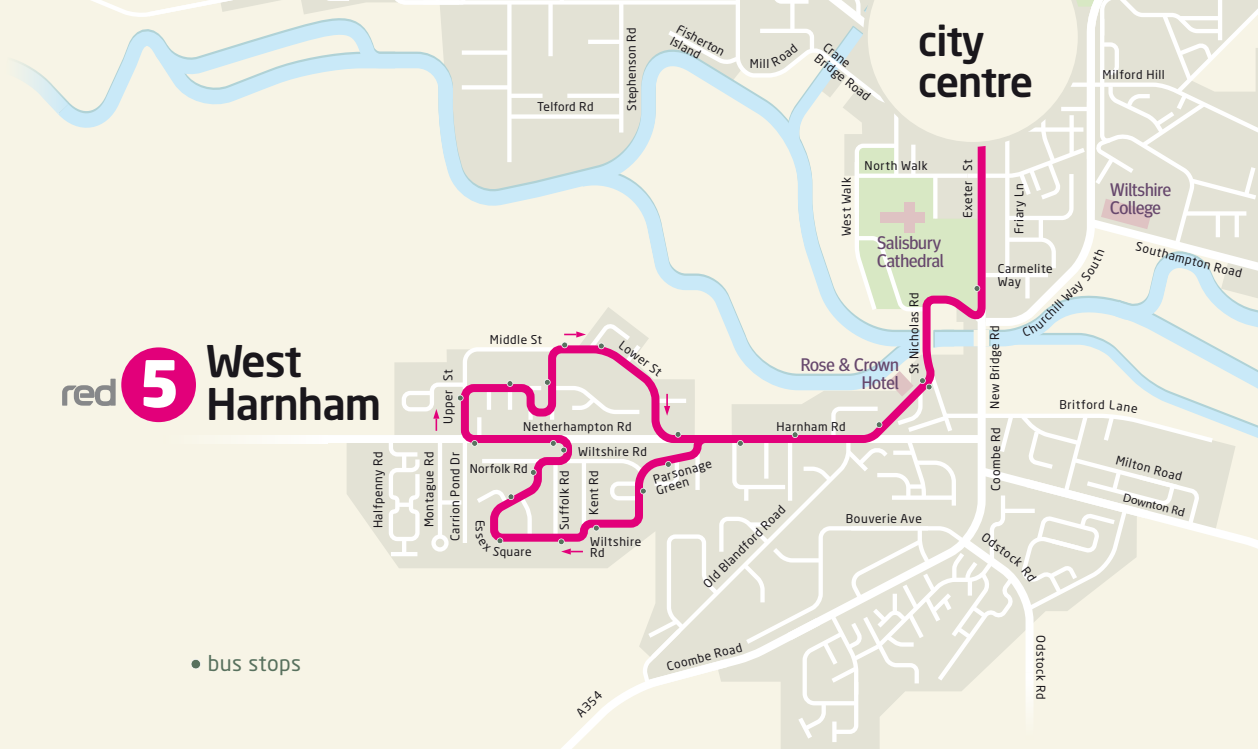 city
centre
Fisherton
Island
Mill Road
Crane
Bridge Road
Stephenson Rd
Telford Rd
Milford Hill
North Walk
West Walk
Exeter St
Friary Ln
Wiltshire
College
Salisbury
Cathedral
Southampton Road
Carmelite
Way
Churchill Way South
St Nicholas Rd
New Bridge Rd
Rose & Crown
Hotel
Middle St
Lower St
red 5 West
Harnham
Upper St
Netherhampton Rd
Harnham Rd
Britford Lane
Wiltshire Rd
Norfolk Rd
Parsonage
Green
Halfpenny Rd
Montague Rd
Carrion Pond Dr
Suffolk Rd
Kent Rd
Coombe Rd
Milton Road
Downton Rd
Essex Square
Wiltshire
Rd
Old Blandford Road
Bouverie Ave
Odstock Rd
Coombe Road
A354
Odstock Rd
bus stops